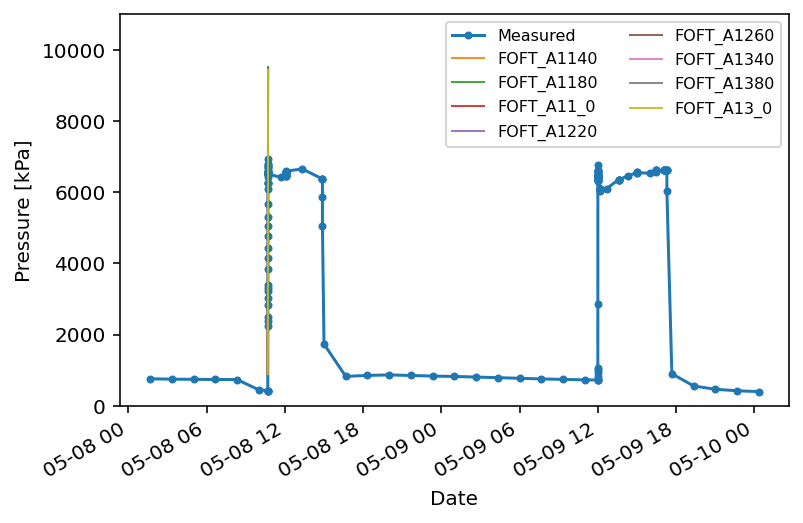 10000
8000
6000
4000
2000
0
Pressure [kPa]
Measured
FOFT_A1140
FOFT_A1180
FOFT_A11_0
FOFT_A1220
FOFT_A1260
FOFT_A1340
FOFT_A1380
FOFT_A13_0
05-08 00
05-08 06
05-08 12
05-08 18
05-09 00
05-09 06
05-09 12
05-09 18
05-10 00
Date